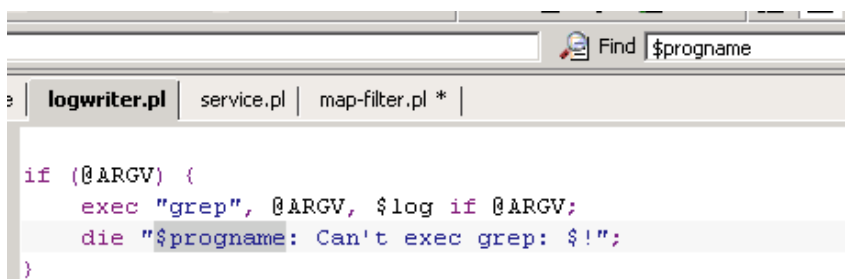 Find $progname
e logwriter.pl service.pl map-filter.pl *
if (@ARGV) {
    exec "grep", @ARGV, $log if @ARGV;
    die "$progname: Can't exec grep: $!";
}